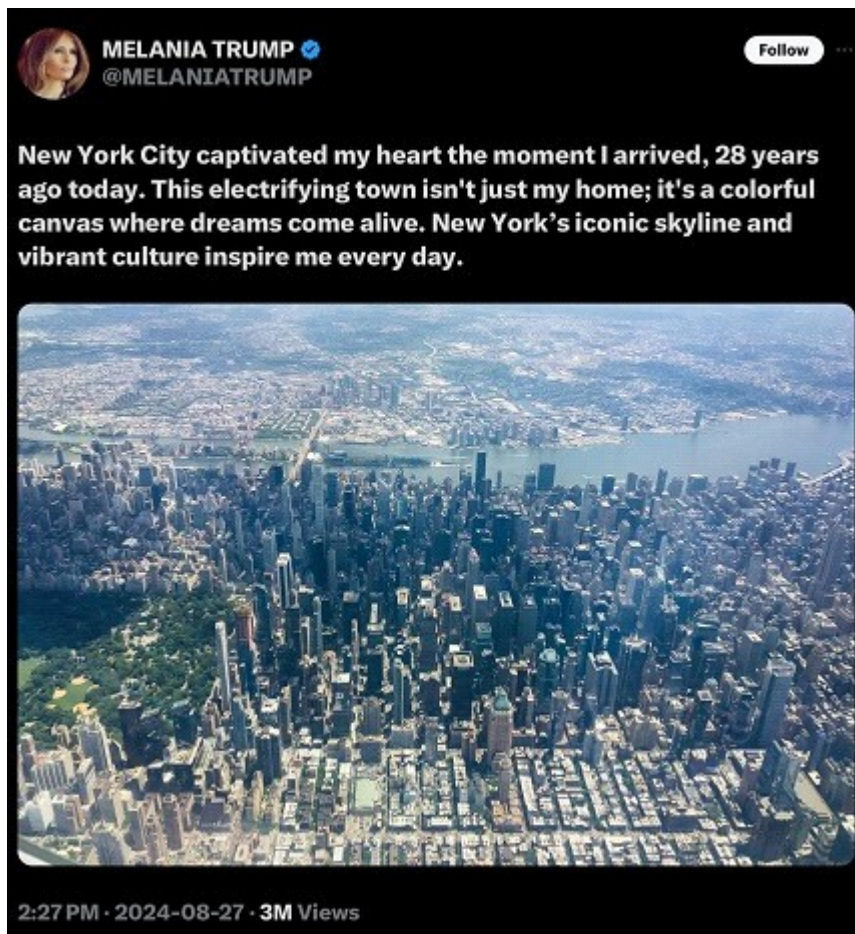 MELANIA TRUMP
Follow
@MELANIATRUMP
New York City captivated my heart the moment I arrived, 28 years
ago today. This electrifying town isn't just my home; it's a colorful
canvas where dreams come alive. New York’s iconic skyline and
vibrant culture inspire me every day.
2:27 PM · 2024-08-27 · 3M Views